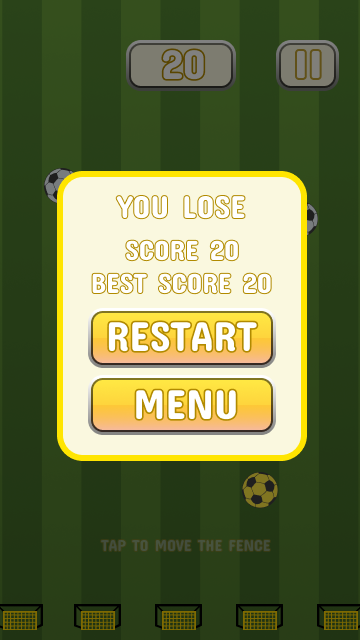 20
YOU LOSE
SCORE 20
BEST SCORE 20
RESTART
MENU
TAP TO MOVE THE FENCE